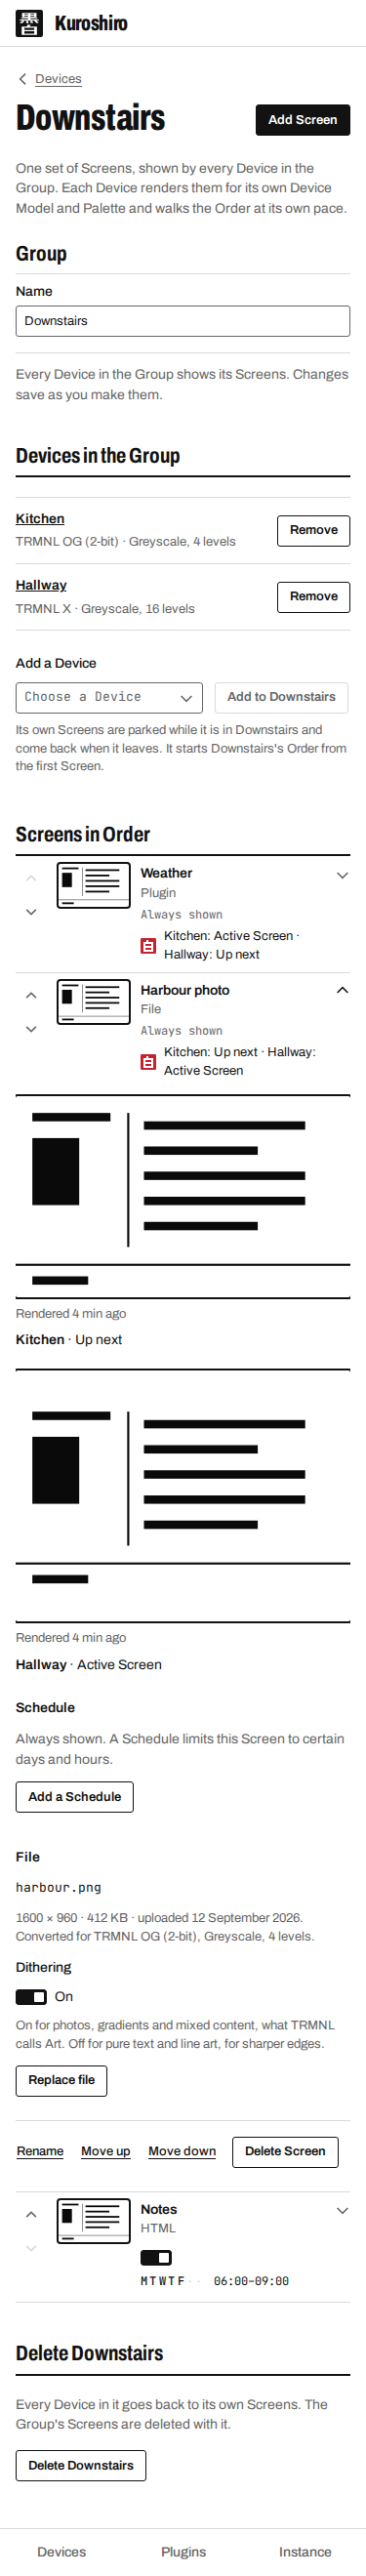 Kuroshiro
Devices
Downstairs
Add Screen
One set of Screens, shown by every Device in the
Group. Each Device renders them for its own Device
Model and Palette and walks the Order at its own pace.
Group
Name
Downstairs
Every Device in the Group shows its Screens. Changes
save as you make them.
Devices in the Group
Kitchen
TRMNL OG (2-bit) · Greyscale, 4 levels
Remove
Hallway
TRMNL X · Greyscale, 16 levels
Remove
Add a Device
Choose a Device
Add to Downstairs
Its own Screens are parked while it is in Downstairs and
come back when it leaves. It starts Downstairs's Order from
the first Screen.
Screens in Order
Weather
Plugin
Always shown
Kitchen: Active Screen ·
Hallway: Up next
Harbour photo
File
Always shown
Kitchen: Up next · Hallway:
Active Screen
Rendered 4 min ago
Kitchen · Up next
Rendered 4 min ago
Hallway · Active Screen
Schedule
Always shown. A Schedule limits this Screen to certain
days and hours.
Add a Schedule
File
harbour.png
1600 × 960 · 412 KB · uploaded 12 September 2026.
Converted for TRMNL OG (2-bit), Greyscale, 4 levels.
Dithering
On
On for photos, gradients and mixed content, what TRMNL
calls Art. Off for pure text and line art, for sharper edges.
Replace file
Rename
Move up
Move down
Delete Screen
Notes
HTML
MTWTF·· 06:00–09:00
Delete Downstairs
Every Device in it goes back to its own Screens. The
Group's Screens are deleted with it.
Delete Downstairs
Devices
Plugins
Instance